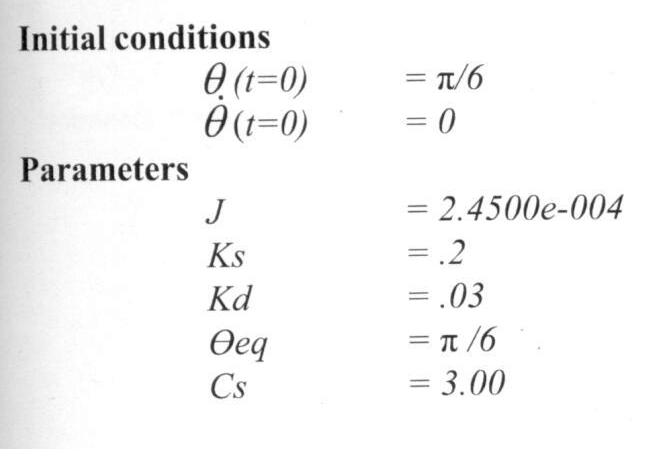 Initial conditions
θ (t=0) = π/6
θ̇ (t=0) = 0
Parameters
J = 2.4500e-004
Ks = .2
Kd = .03
Θeq = π /6
Cs = 3.00